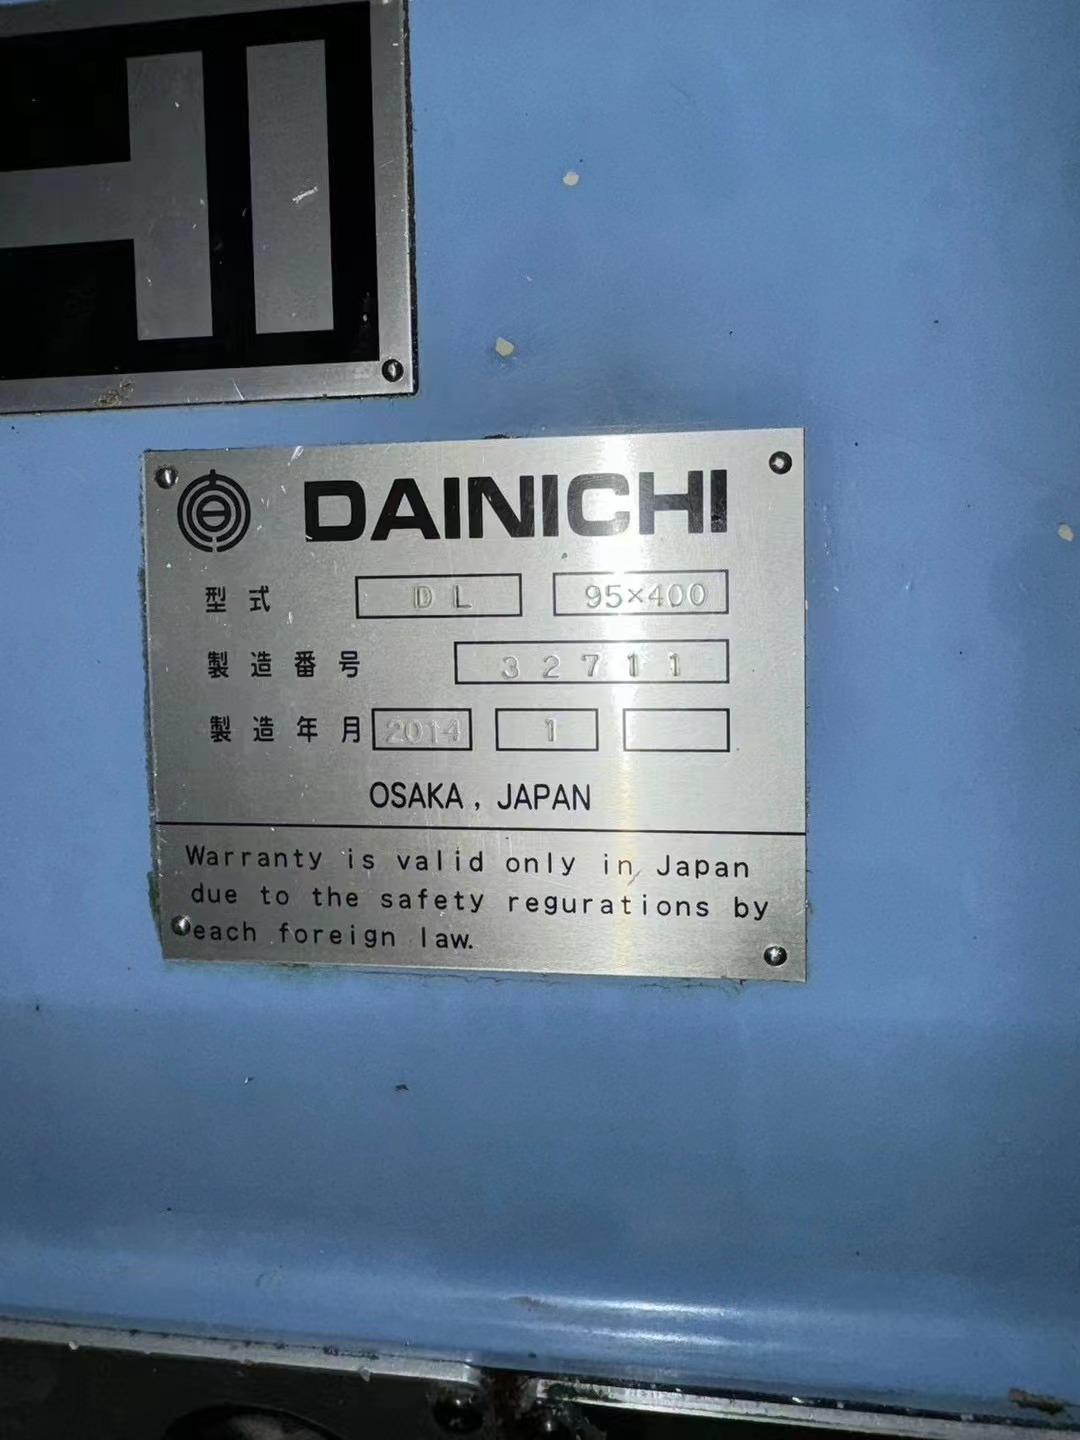 HI
DAINICHI
型式 DL 95×400
製造番号 32711
製造年月 2014 1
OSAKA, JAPAN
Warranty is valid only in Japan
due to the safety regurations by
each foreign law.